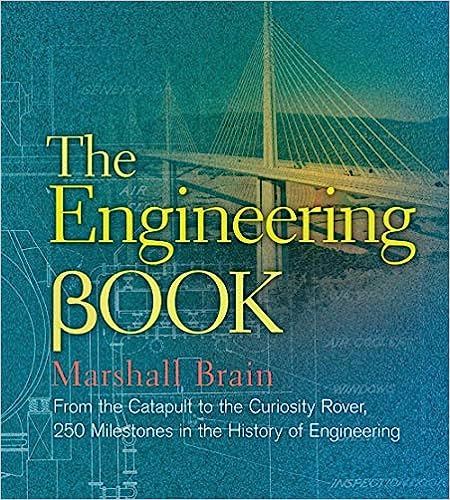 The
Engineering
βOOK
Marshall Brain
From the Catapult to the Curiosity Rover,
250 Milestones in the History of Engineering
WINDOWS